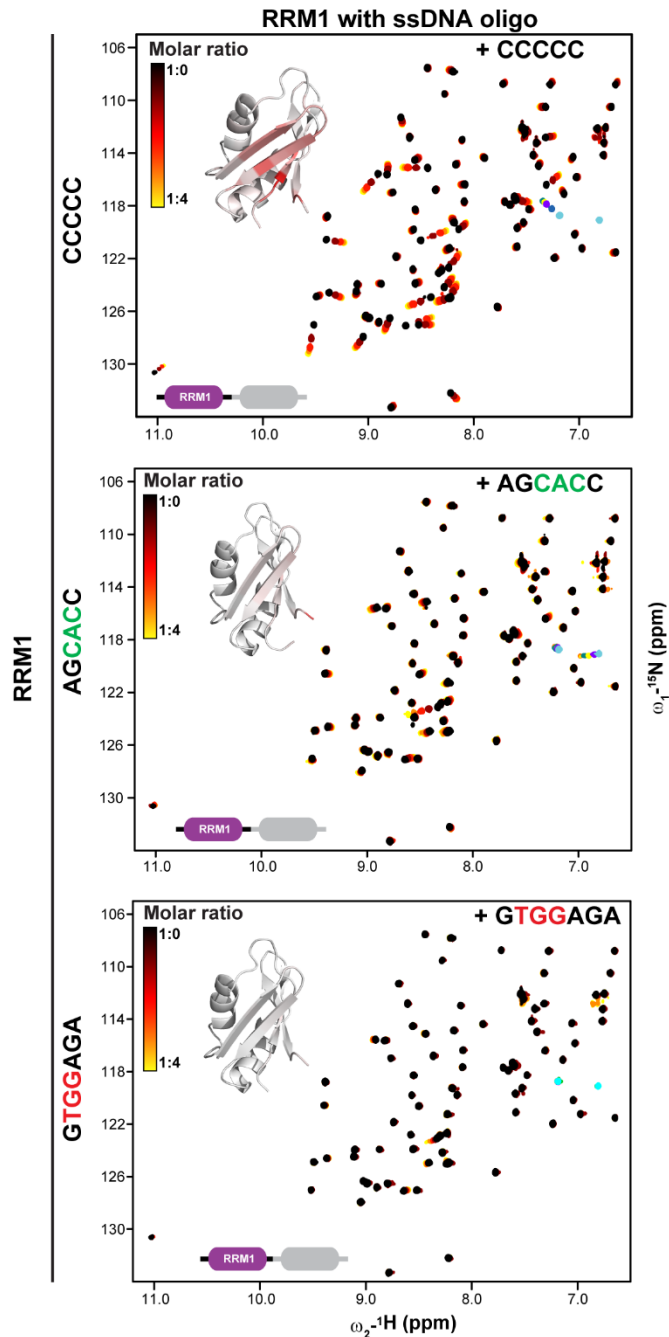 RRM1 with ssDNA oligo
RRM1
CCCCC
+ CCCCC
Molar ratio
1:0
1:4
106
110
114
118
122
126
130
RRM1
11.0
10.0
9.0
8.0
7.0
AGCACC
+ AGCACC
Molar ratio
1:0
1:4
106
110
114
118
122
126
130
RRM1
11.0
10.0
9.0
8.0
7.0
ω1-15N (ppm)
GTGGAGA
+ GTGGAGA
Molar ratio
1:0
1:4
106
110
114
118
122
126
130
RRM1
11.0
10.0
9.0
8.0
7.0
ω2-1H (ppm)